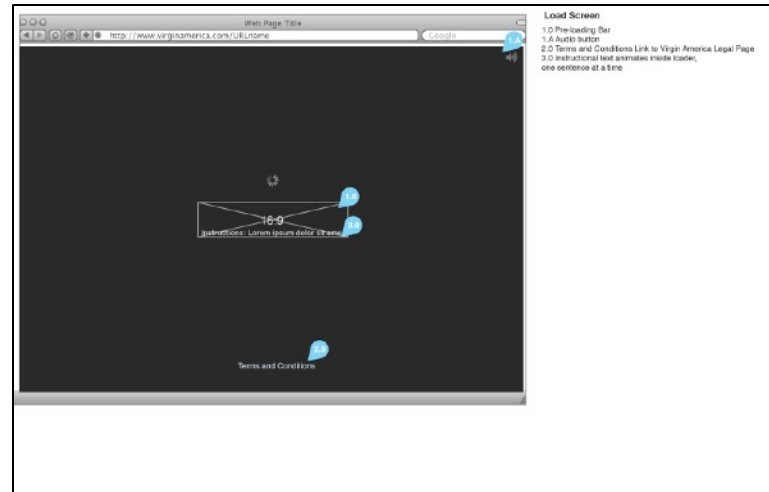 Web Page Title
http://www.virginamerica.com/URLname
Google
1.A
1.0
16:9
3.0
Instructions: Lorem ipsum dolor sit amet
2.0
Terms and Conditions
Load Screen
1.0 Pre-loading Bar
1.A Audio button
2.0 Terms and Conditions Link to Virgin America Legal Page
3.0 Instructional text animates inside loader,
one sentence at a time